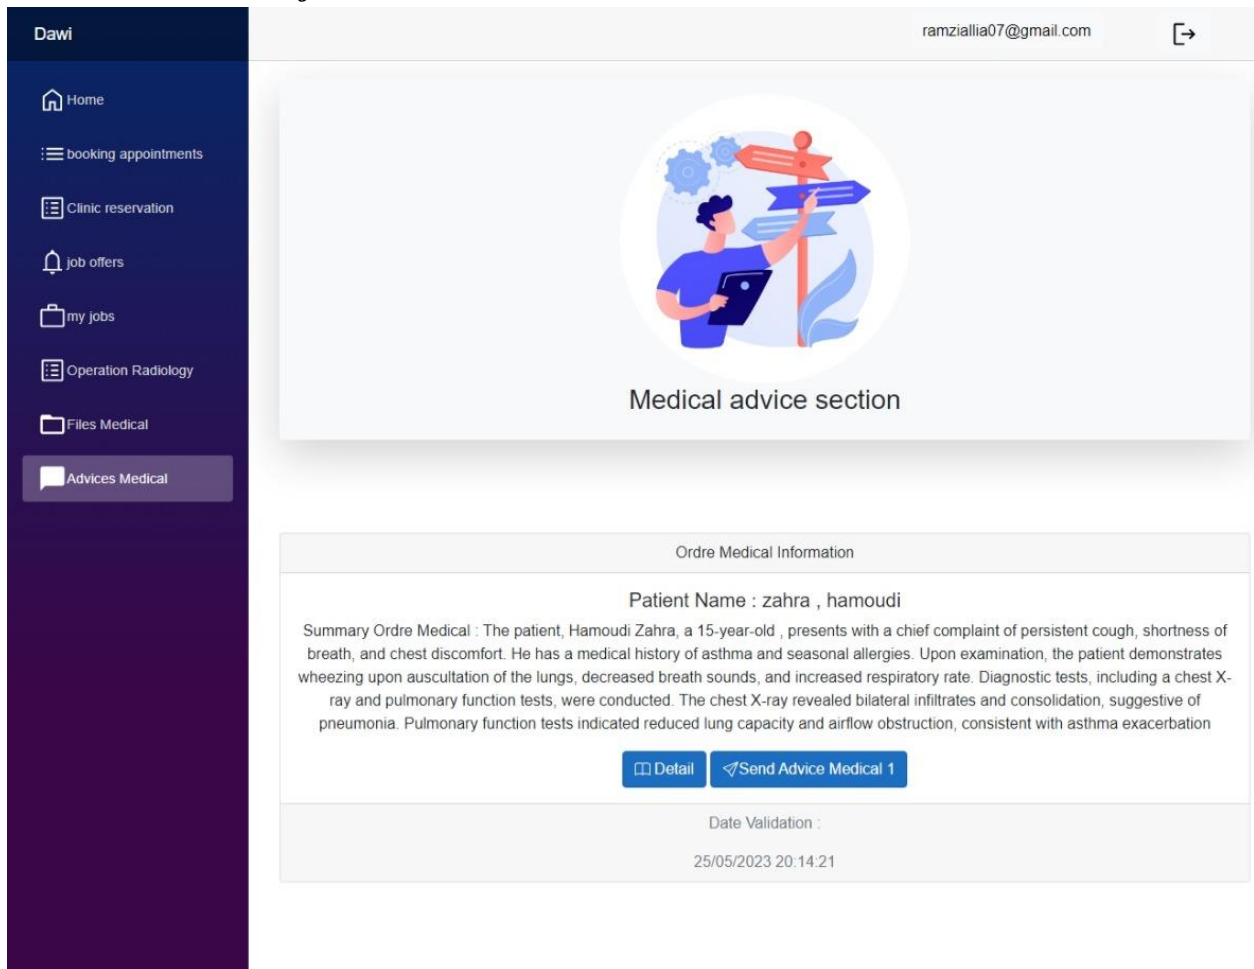 Dawi
ramziallia07@gmail.com
Home
booking appointments
Clinic reservation
job offers
my jobs
Operation Radiology
Files Medical
Advices Medical
Medical advice section
Ordre Medical Information
Patient Name : zahra , hamoudi
Summary Ordre Medical : The patient, Hamoudi Zahra, a 15-year-old , presents with a chief complaint of persistent cough, shortness of
breath, and chest discomfort. He has a medical history of asthma and seasonal allergies. Upon examination, the patient demonstrates
wheezing upon auscultation of the lungs, decreased breath sounds, and increased respiratory rate. Diagnostic tests, including a chest X-
ray and pulmonary function tests, were conducted. The chest X-ray revealed bilateral infiltrates and consolidation, suggestive of
pneumonia. Pulmonary function tests indicated reduced lung capacity and airflow obstruction, consistent with asthma exacerbation
Detail
Send Advice Medical 1
Date Validation :
25/05/2023 20:14:21